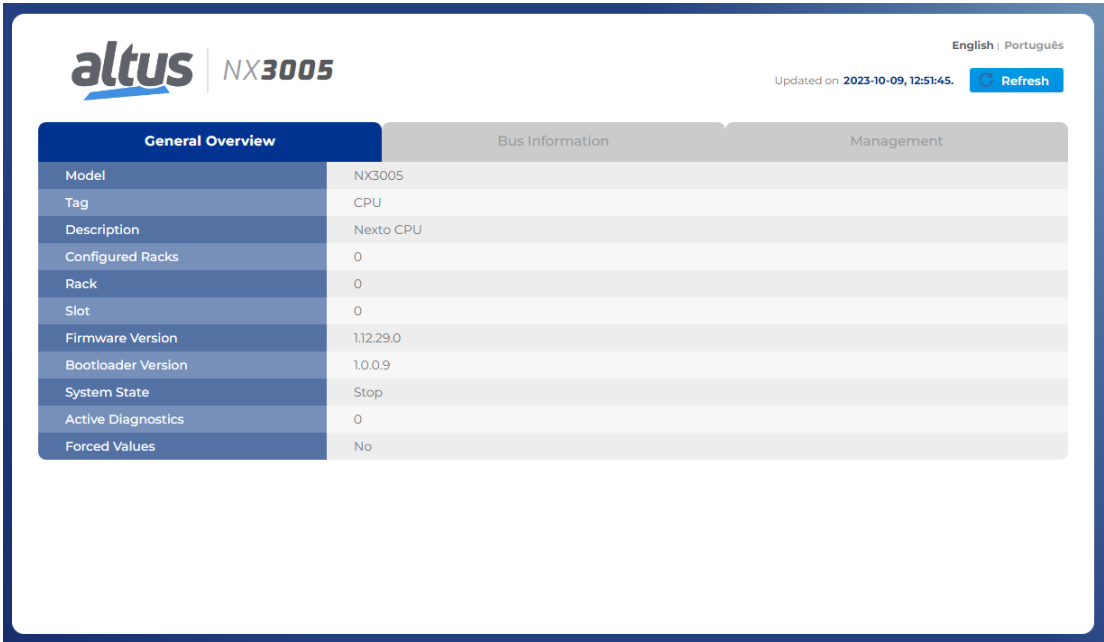 altus NX3005
English | Português
Updated on 2023-10-09, 12:51:45. Refresh
General Overview Bus Information Management
Model NX3005
Tag CPU
Description Nexto CPU
Configured Racks 0
Rack 0
Slot 0
Firmware Version 1.12.29.0
Bootloader Version 1.0.0.9
System State Stop
Active Diagnostics 0
Forced Values No